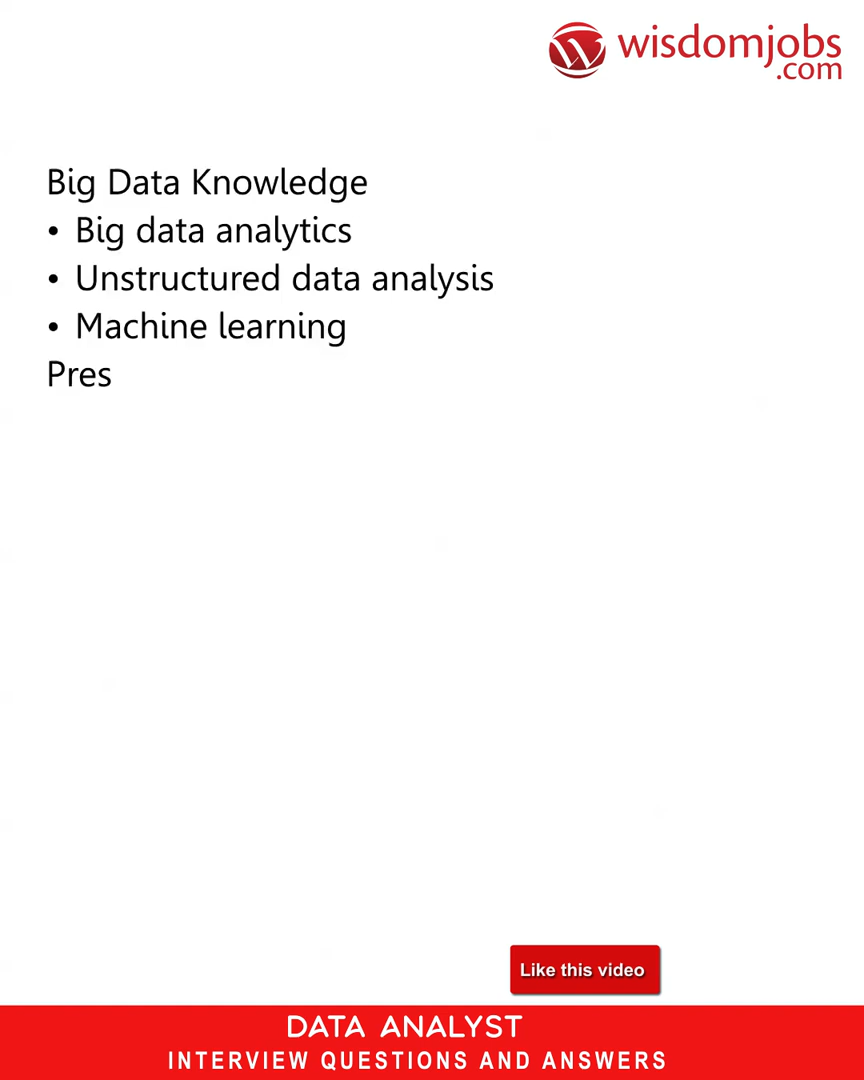 wisdomjobs
.com
Big Data Knowledge
• Big data analytics
• Unstructured data analysis
• Machine learning
Pres
Like this video
DATA ANALYST
INTERVIEW QUESTIONS AND ANSWERS